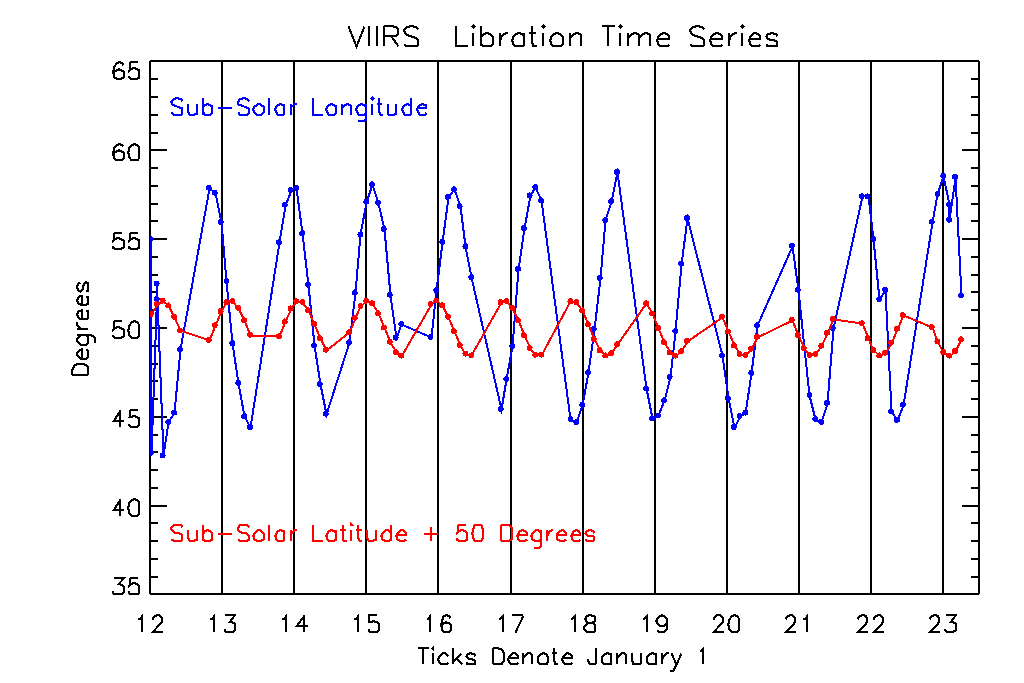 VIIRS Libration Time Series
65
Sub-Solar Longitude
60
55
50
Degrees
45
40
Sub-Solar Latitude + 50 Degrees
35
12 13 14 15 16 17 18 19 20 21 22 23
Ticks Denote January 1